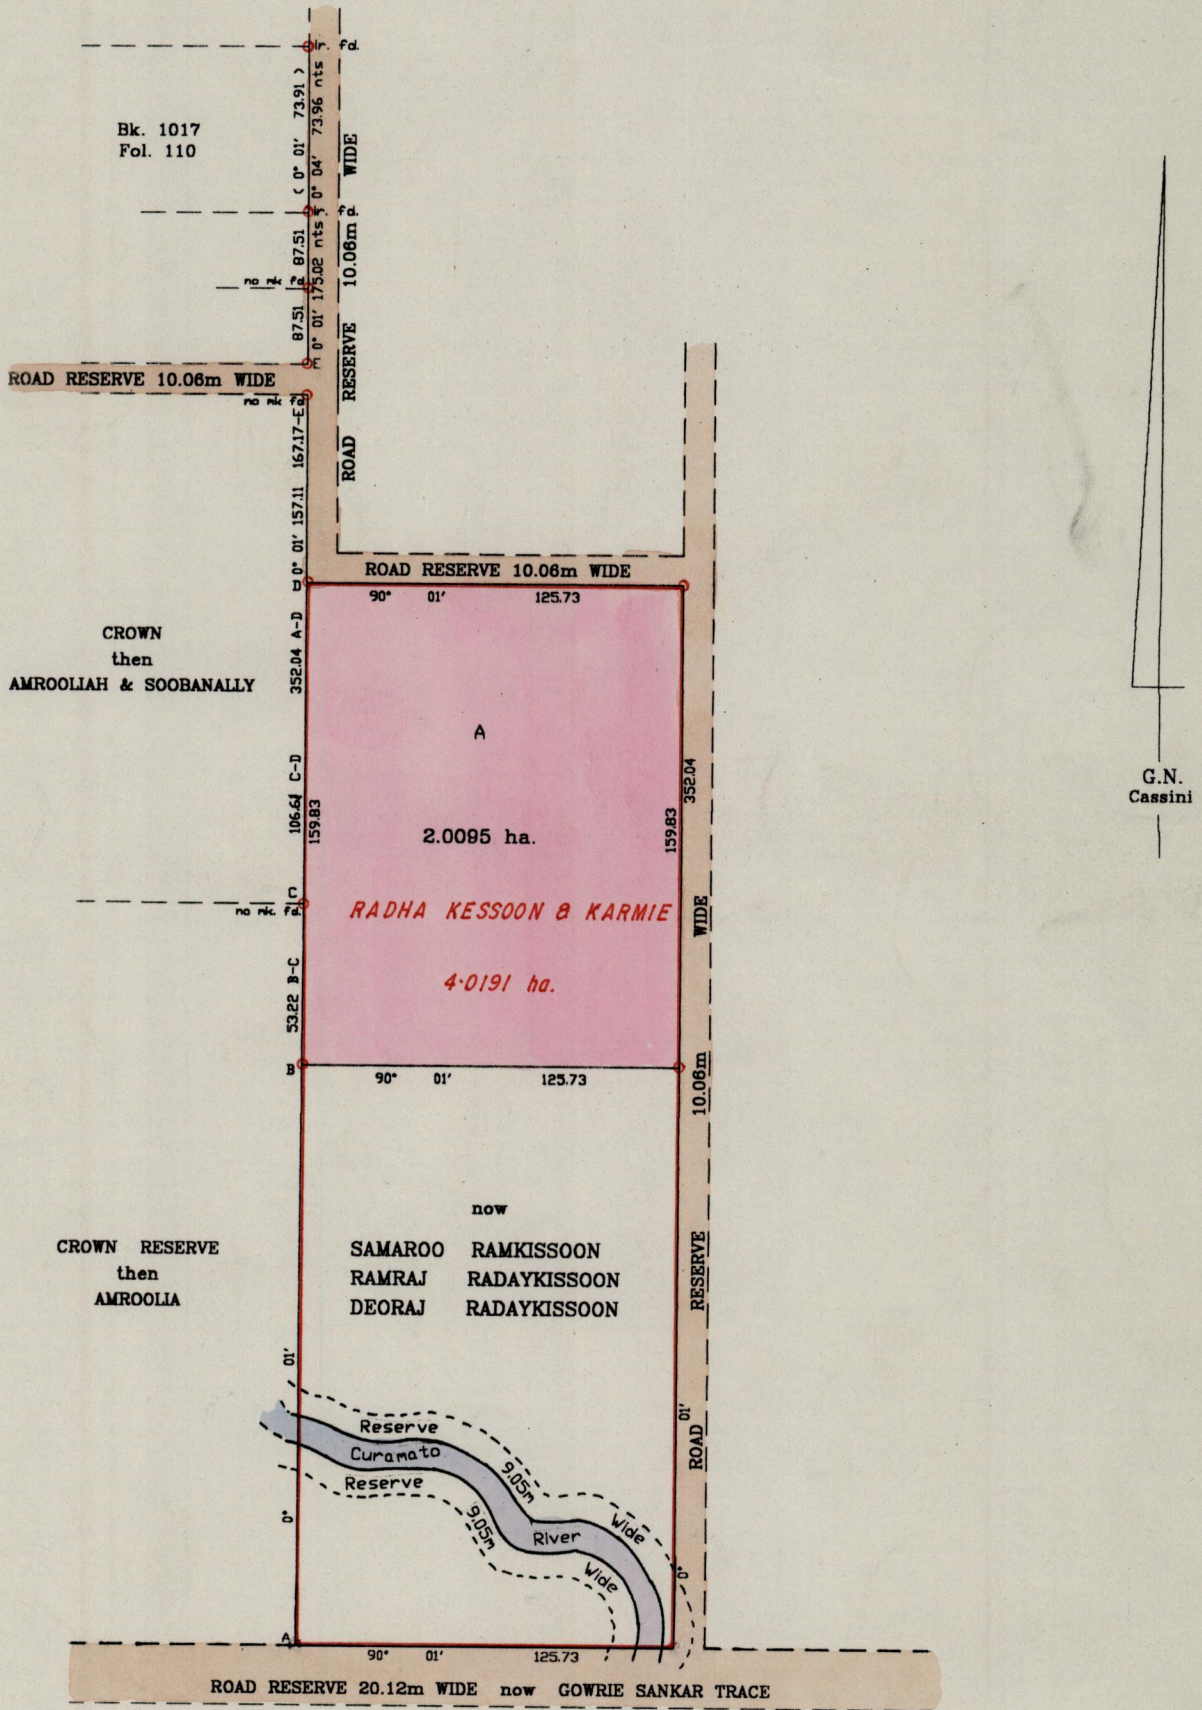 Ir. fd.
( 0° 01' 73.91 )
0° 04' 73.96 nts
Bk. 1017
Fol. 110
fd.
87.51
0° 01' 175.02 nts
no mk fd.
87.51
E
ROAD RESERVE 10.06m WIDE
ROAD RESERVE 10.06m WIDE
no mk fd.
0° 01' 157.11 167.17-E
D
ROAD RESERVE 10.06m WIDE
90° 01' 125.73
CROWN
then
AMROOLIAH & SOOBANALLY
352.04 A-D
A
106.61 C-D
159.83
2.0095 ha.
159.83
352.04
G.N.
Cassini
C
no mk. fd.
RADHA KESSOON & KARMIE
4.0191 ha.
53.22 B-C
B
90° 01' 125.73
ROAD RESERVE 10.06m WIDE
now
SAMAROO RAMKISSOON
RAMRAJ RADAYKISSOON
DEORAJ RADAYKISSOON
CROWN RESERVE
then
AMROOLIA
0° 01'
0° 01'
Reserve 9.05m Wide
Curamato River
Reserve 9.05m Wide
A
90° 01' 125.73
ROAD RESERVE 20.12m WIDE now GOWRIE SANKAR TRACE